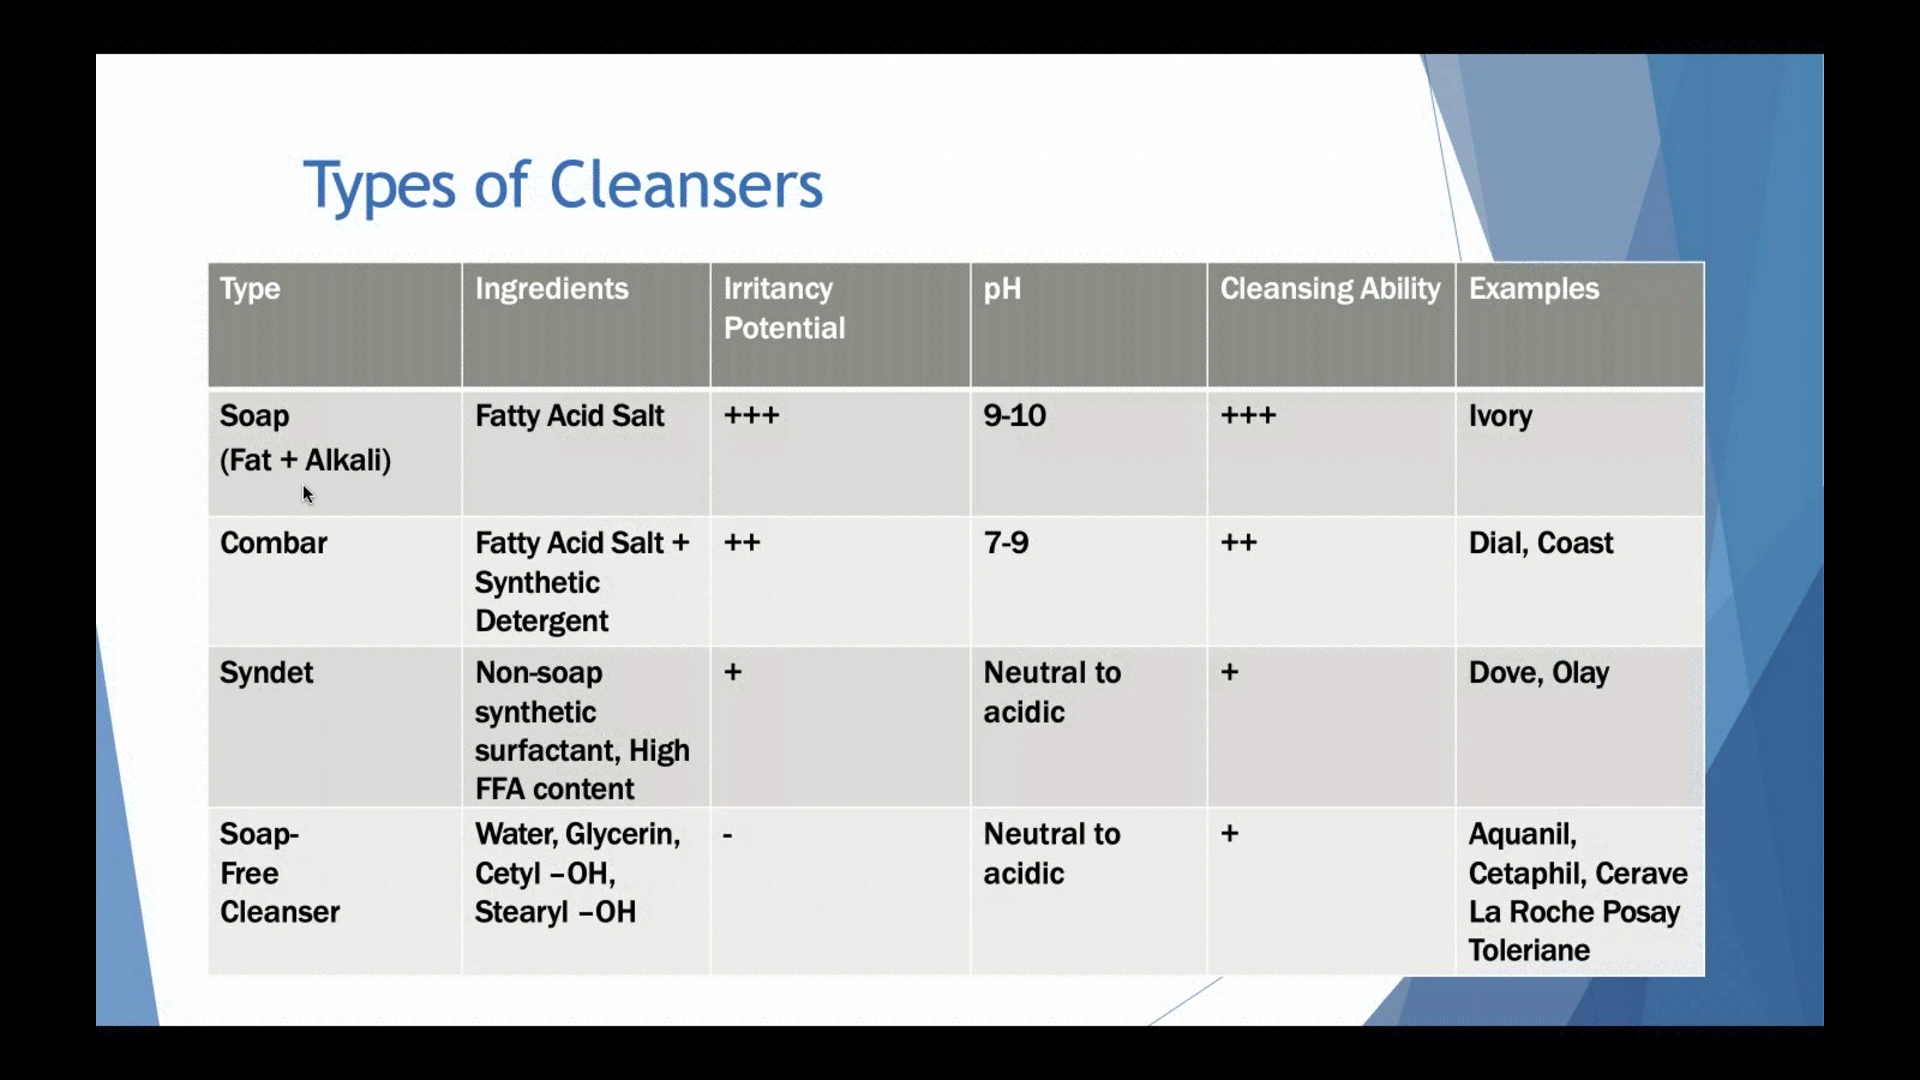 Types of Cleansers
Type
Ingredients
Irritancy
Potential
pH
Cleansing Ability
Examples
Soap
(Fat + Alkali)
Fatty Acid Salt
+++
9-10
+++
Ivory
Combar
Fatty Acid Salt +
Synthetic
Detergent
++
7-9
++
Dial, Coast
Syndet
Non-soap
synthetic
surfactant, High
FFA content
+
Neutral to
acidic
+
Dove, Olay
Soap-
Free
Cleanser
Water, Glycerin,
Cetyl –OH,
Stearyl –OH
-
Neutral to
acidic
+
Aquanil,
Cetaphil, Cerave
La Roche Posay
Toleriane